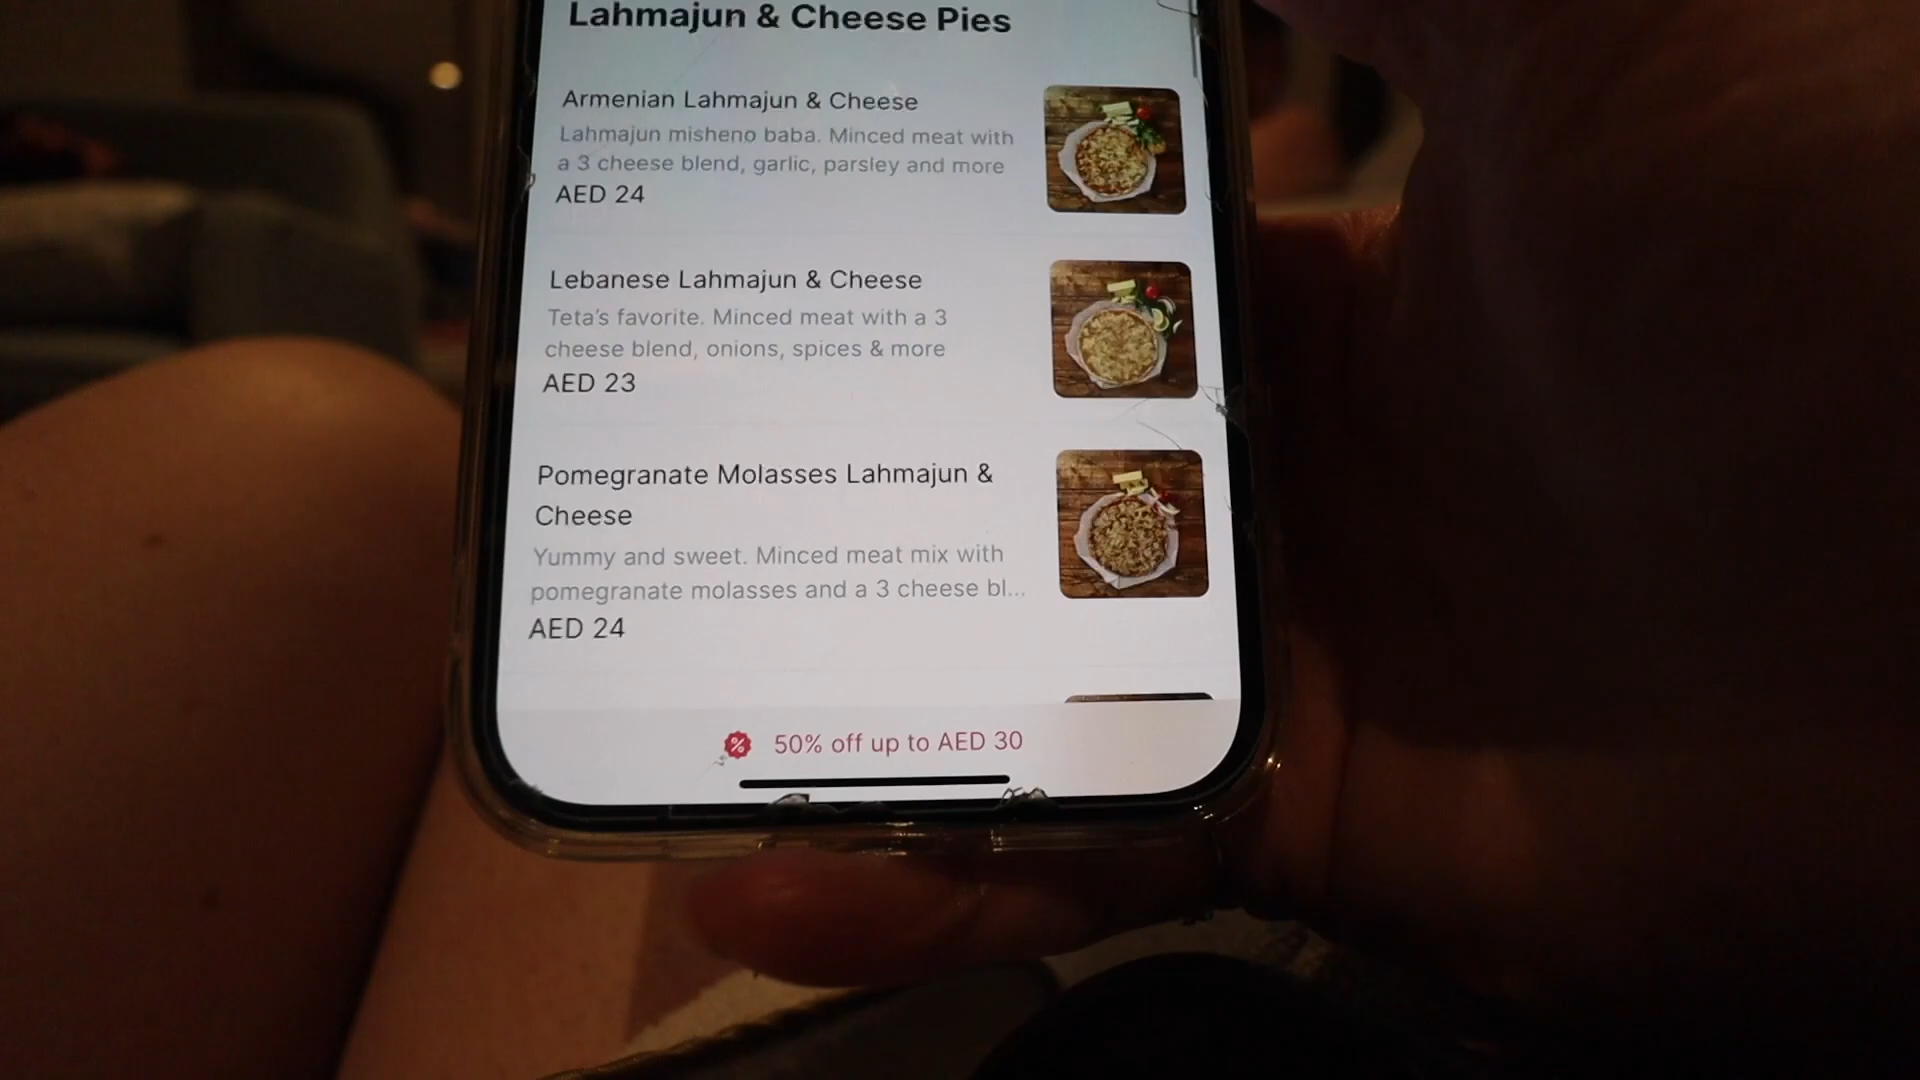 Lahmajun & Cheese Pies
Armenian Lahmajun & Cheese
Lahmajun misheno baba. Minced meat with
a 3 cheese blend, garlic, parsley and more
AED 24
Lebanese Lahmajun & Cheese
Teta's favorite. Minced meat with a 3
cheese blend, onions, spices & more
AED 23
Pomegranate Molasses Lahmajun &
Cheese
Yummy and sweet. Minced meat mix with
pomegranate molasses and a 3 cheese bl...
AED 24
% 50% off up to AED 30